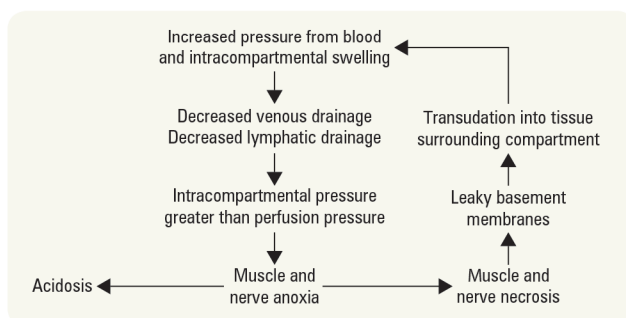 Increased pressure from blood
and intracompartmental swelling
Decreased venous drainage
Decreased lymphatic drainage
Transudation into tissue
surrounding compartment
Intracompartmental pressure
greater than perfusion pressure
Leaky basement
membranes
Acidosis
Muscle and
nerve anoxia
Muscle and
nerve necrosis